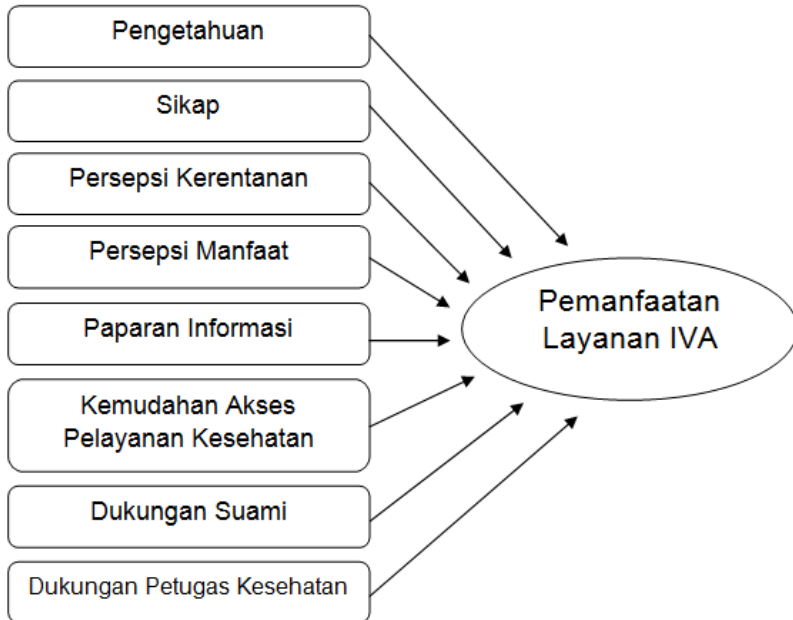 Pengetahuan
Sikap
Persepsi Kerentanan
Persepsi Manfaat
Paparan Informasi
Kemudahan Akses
Pelayanan Kesehatan
Dukungan Suami
Dukungan Petugas Kesehatan
Pemanfaatan
Layanan IVA